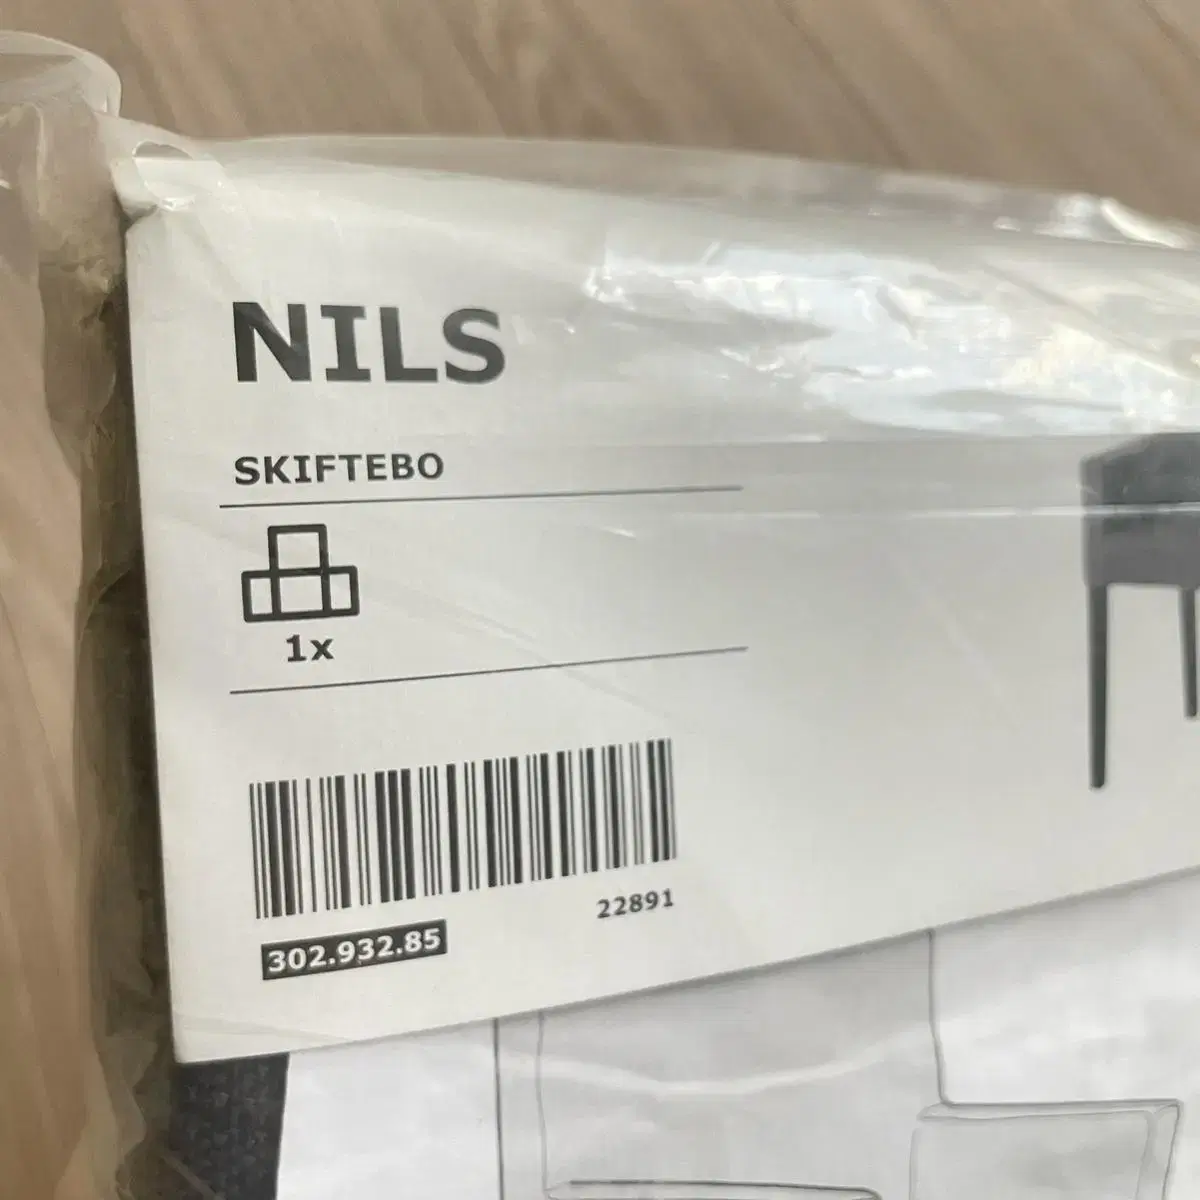 NILS
SKIFTEBO
1x
22891
302.932.85